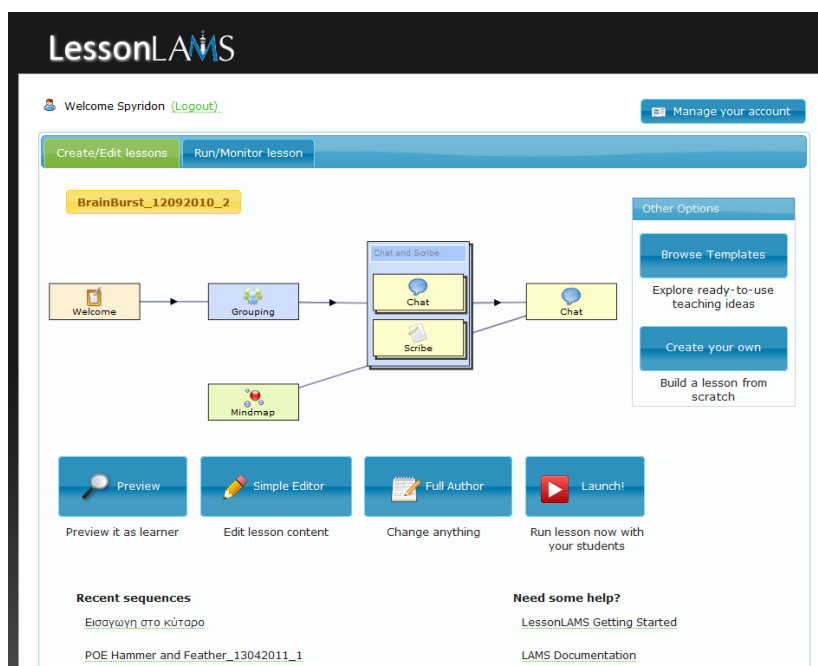 LessonLAMS
Welcome Spyridon (Logout)
Manage your account
Create/Edit lessons
Run/Monitor lesson
BrainBurst_12092010_2
Other Options
Browse Templates
Explore ready-to-use
teaching ideas
Create your own
Build a lesson from
scratch
Chat and Scribe
Welcome
Grouping
Chat
Scribe
Chat
Mindmap
Preview
Preview it as learner
Simple Editor
Edit lesson content
Full Author
Change anything
Launch!
Run lesson now with
your students
Recent sequences
Εισαγωγη στο κύταρο
POE Hammer and Feather_13042011_1
Need some help?
LessonLAMS Getting Started
LAMS Documentation